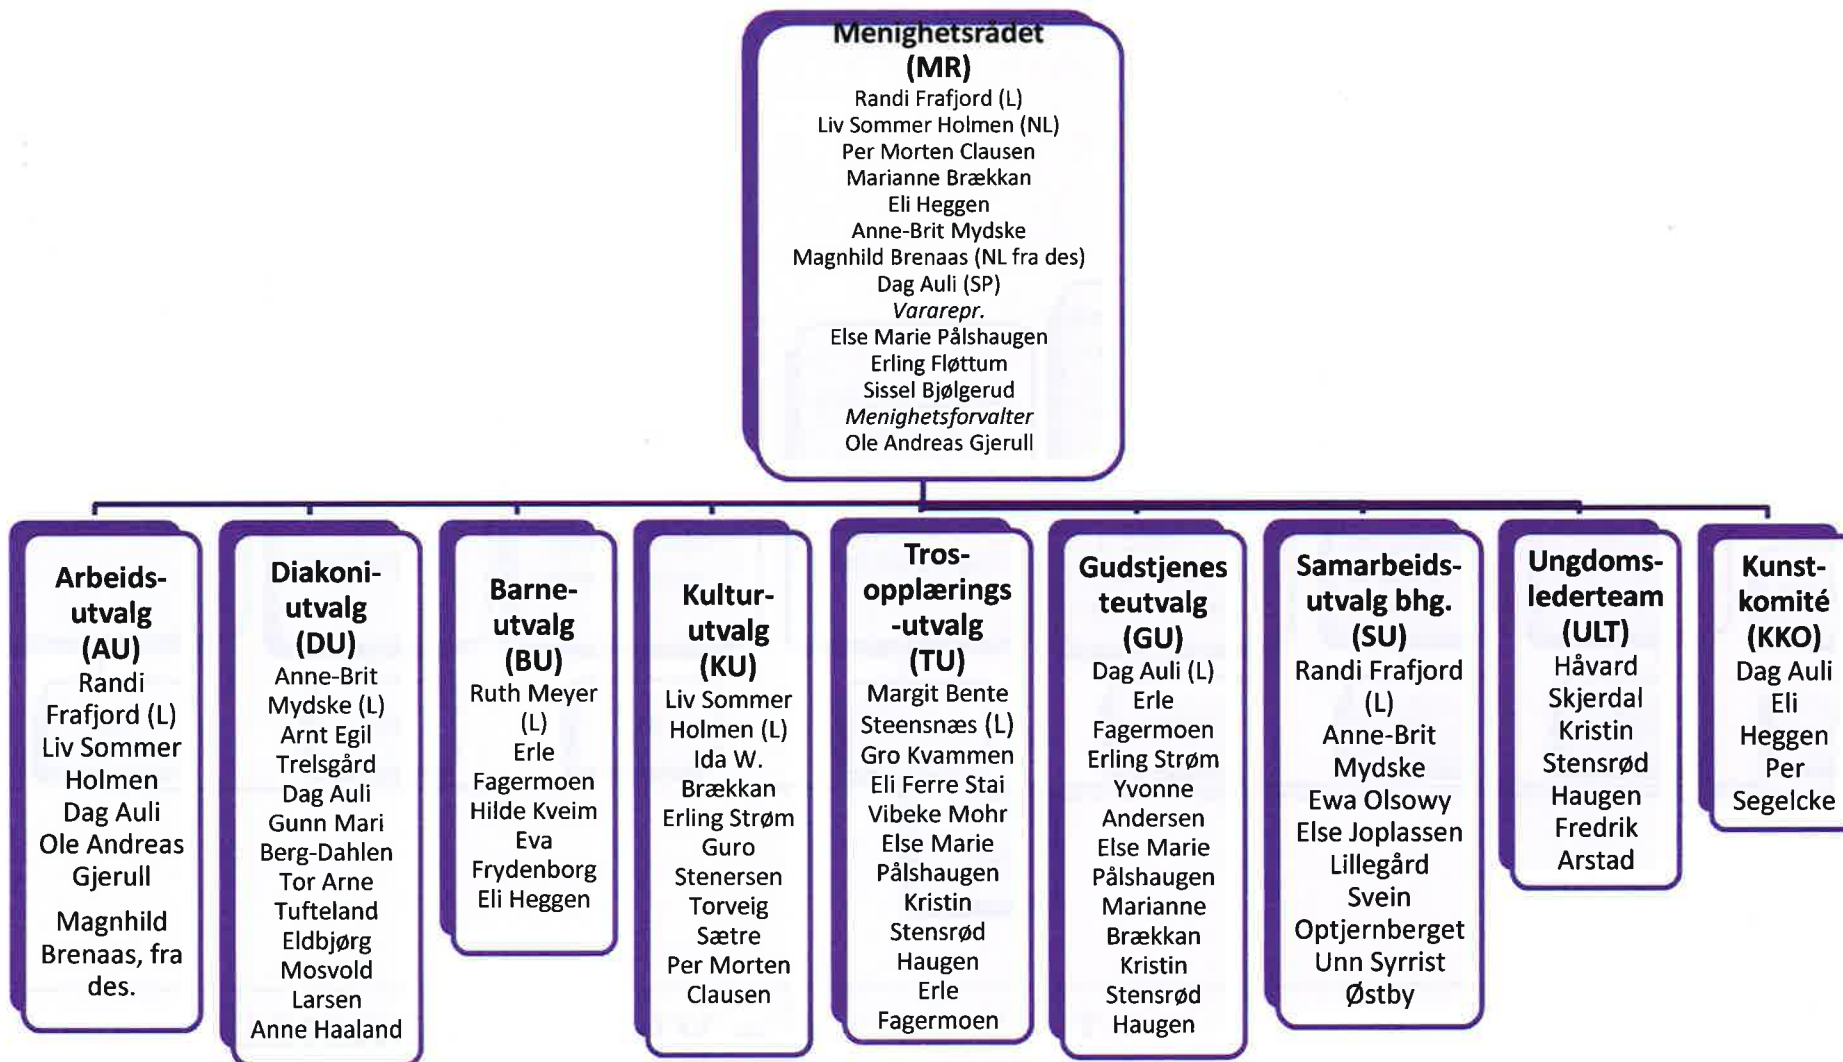 Menighetsrådet
(MR)
Randi Frafjord (L)
Liv Sommer Holmen (NL)
Per Morten Clausen
Marianne Brækkan
Eli Heggen
Anne-Brit Mydske
Magnhild Brenaas (NL fra des)
Dag Auli (SP)
Vararepr.
Else Marie Pålshaugen
Erling Fløttum
Sissel Bjølgerud
Menighetsforvalter
Ole Andreas Gjerull
Arbeids-
utvalg
(AU)
Randi
Frafjord (L)
Liv Sommer
Holmen
Dag Auli
Ole Andreas
Gjerull
Magnhild
Brenaas, fra
des.
Diakoni-
utvalg
(DU)
Anne-Brit
Mydske (L)
Arnt Egil
Trelsgård
Dag Auli
Gunn Mari
Berg-Dahlen
Tor Arne
Tufteland
Eldbjørg
Mosvold
Larsen
Anne Haaland
Barne-
utvalg
(BU)
Ruth Meyer
(L)
Erle
Fagermoen
Hilde Kveim
Eva
Frydenborg
Eli Heggen
Kultur-
utvalg
(KU)
Liv Sommer
Holmen (L)
Ida W.
Brækkan
Erling Strøm
Guro
Stenersen
Torveig
Sætre
Per Morten
Clausen
Tros-
opplærings
-utvalg
(TU)
Margit Bente
Steensnæs (L)
Gro Kvammen
Eli Ferre Stai
Vibeke Mohr
Else Marie
Pålshaugen
Kristin
Stensrød
Haugen
Erle
Fagermoen
Gudstjenes
teutvalg
(GU)
Dag Auli (L)
Erle
Fagermoen
Erling Strøm
Yvonne
Andersen
Else Marie
Pålshaugen
Marianne
Brækkan
Kristin
Stensrød
Haugen
Samarbeids-
utvalg bhg.
(SU)
Randi Frafjord
(L)
Anne-Brit
Mydske
Ewa Olsowy
Else Joplassen
Lillegård
Svein
Optjernberget
Unn Syrrist
Østby
Ungdoms-
lederteam
(ULT)
Håvard
Skjerdal
Kristin
Stensrød
Haugen
Fredrik
Arstad
Kunst-
komité
(KKO)
Dag Auli
Eli
Heggen
Per
Segelcke